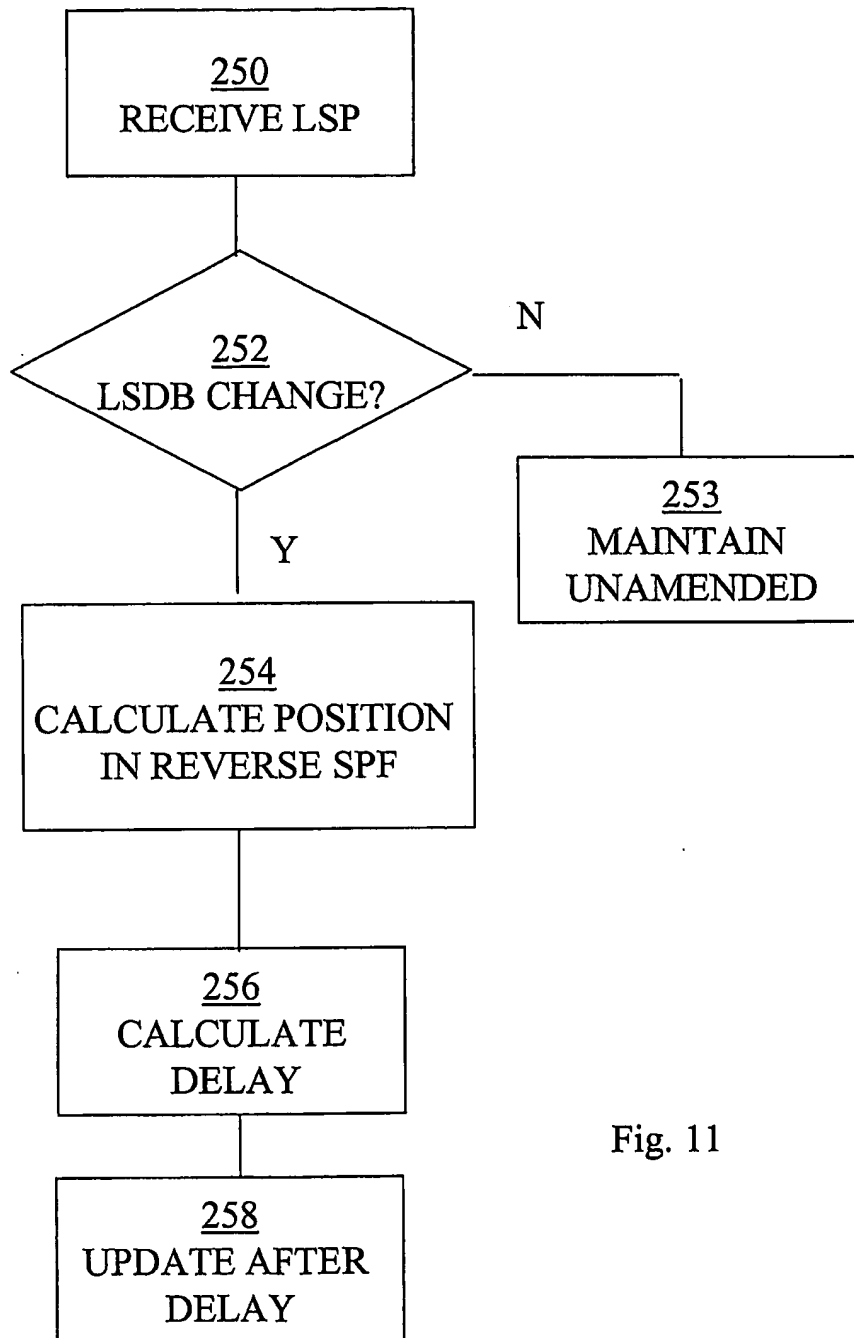 250
RECEIVE LSP
252
LSDB CHANGE?
N
253
MAINTAIN
UNAMENDED
Y
254
CALCULATE POSITION
IN REVERSE SPF
256
CALCULATE
DELAY
Fig. 11
258
UPDATE AFTER
DELAY